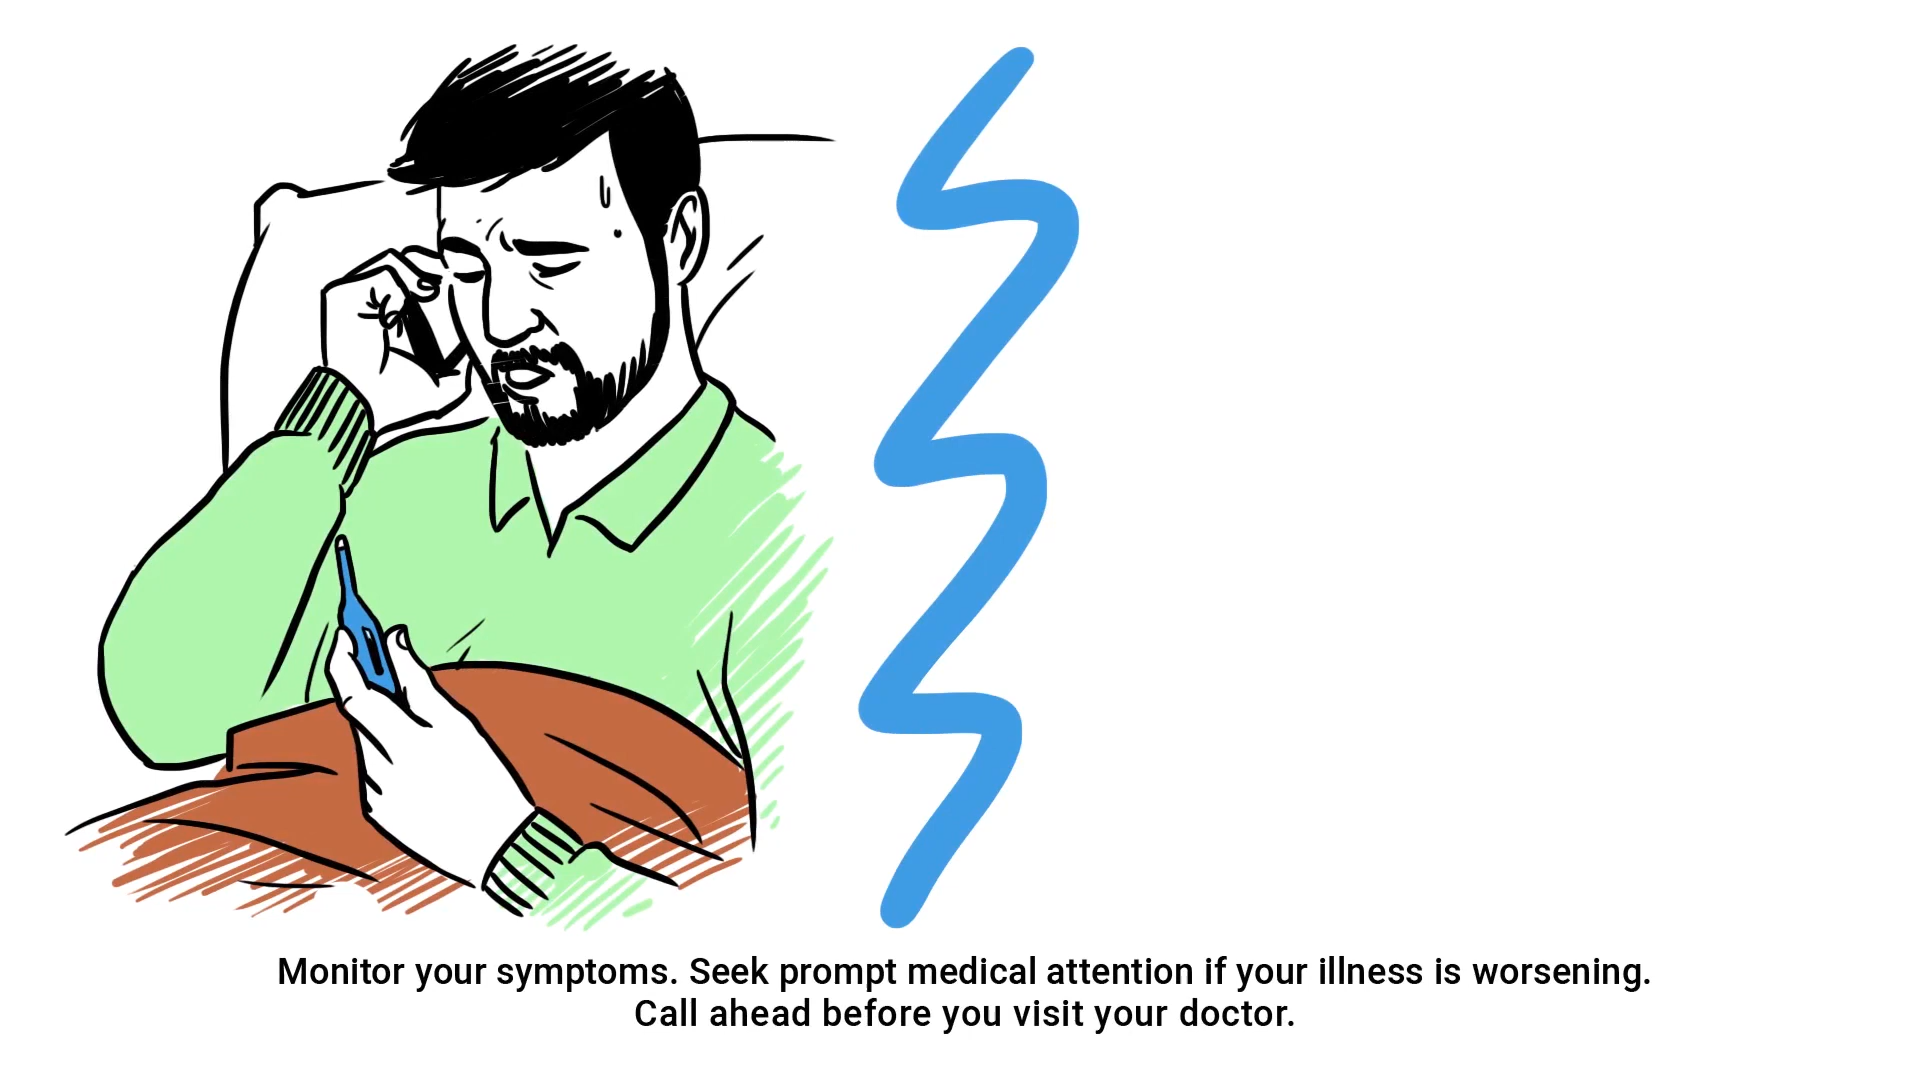 Monitor your symptoms. Seek prompt medical attention if your illness is worsening.
Call ahead before you visit your doctor.